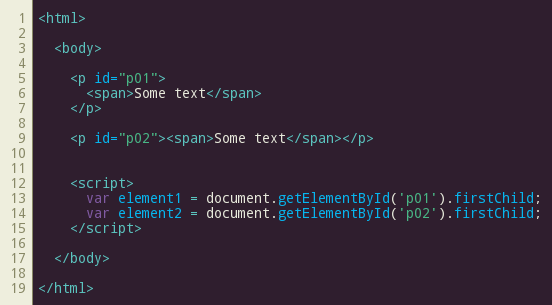 1 <html>
2
3 <body>
4
5 <p id="p01">
6 <span>Some text</span>
7 </p>
8
9 <p id="p02"><span>Some text</span></p>
10
11
12 <script>
13 var element1 = document.getElementById('p01').firstChild;
14 var element2 = document.getElementById('p02').firstChild;
15 </script>
16
17 </body>
18
19 </html>